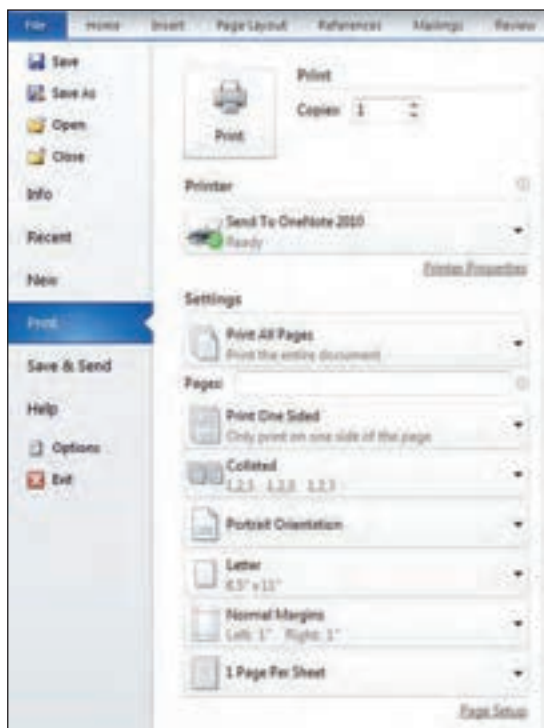 File Home Insert Page Layout References Mailings Review
Save
Save As
Open
Close
Info
Recent
New
Print
Save & Send
Help
Options
Exit
Print
Copies: 1
Print
Printer
Send To OneNote 2010
Ready
Printer Properties
Settings
Print All Pages
Print the entire document
Pages:
Print One Sided
Only print on one side of the page
Collated
1,2,3 1,2,3 1,2,3
Portrait Orientation
Letter
8.5" x 11"
Normal Margins
Left: 1" Right: 1"
1 Page Per Sheet
Page Setup